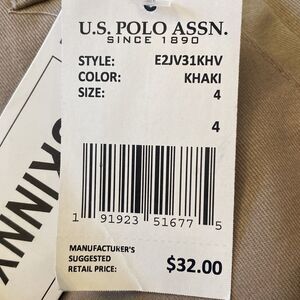 U.S. POLO ASSN.
SINCE 1890
STYLE: E2JV31KHV
COLOR: KHAKI
SIZE: 4
4
1 91923 51677 5
MANUFACTURER'S
SUGGESTED
RETAIL PRICE: $32.00
SKINNY